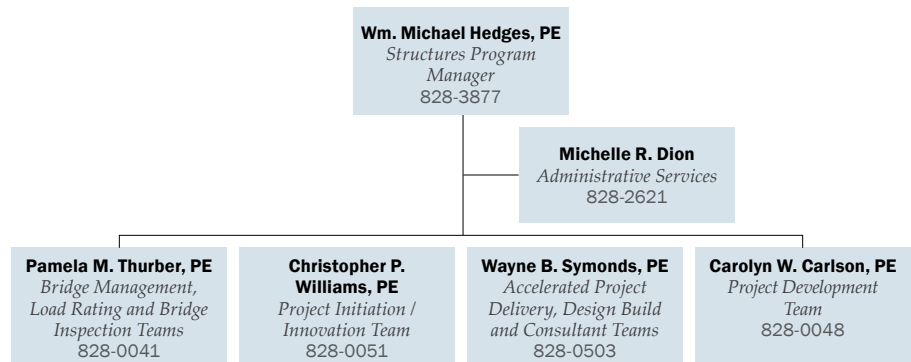 Wm. Michael Hedges, PE
Structures Program
Manager
828-3877
Michelle R. Dion
Administrative Services
828-2621
Pamela M. Thurber, PE
Bridge Management,
Load Rating and Bridge
Inspection Teams
828-0041
Christopher P.
Williams, PE
Project Initiation /
Innovation Team
828-0051
Wayne B. Symonds, PE
Accelerated Project
Delivery, Design Build
and Consultant Teams
828-0503
Carolyn W. Carlson, PE
Project Development
Team
828-0048